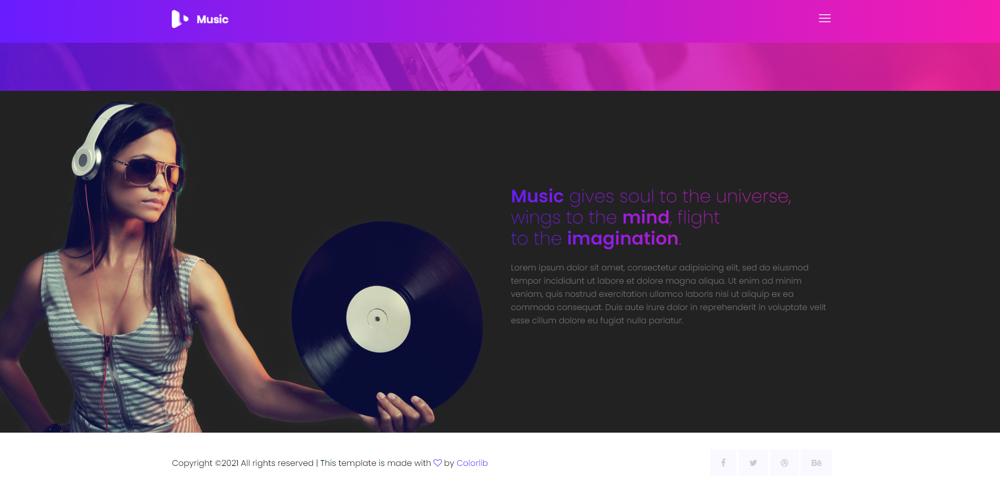 Music
Music gives soul to the universe,
wings to the mind, flight
to the imagination.
Lorem ipsum dolor sit amet, consectetur adipisicing elit, sed do eiusmod
tempor incididunt ut labore et dolore magna aliqua. Ut enim ad minim
veniam, quis nostrud exercitation ullamco laboris nisi ut aliquip ex ea
commodo consequat. Duis aute irure dolor in reprehenderit in voluptate velit
esse cillum dolore eu fugiat nulla pariatur.
Copyright ©2021 All rights reserved | This template is made with ♡ by Colorlib
Bē